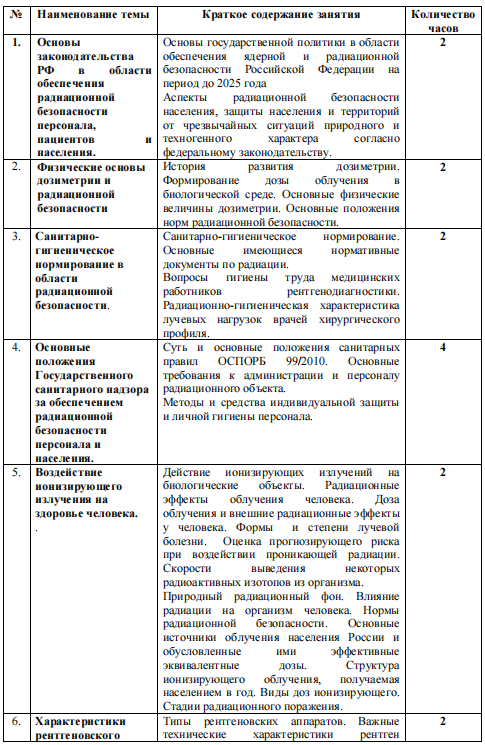 № Наименование темы Краткое содержание занятия Количество
часов
1. Основы
законодательства
РФ в области
обеспечения
радиационной
безопасности
персонала,
пациентов и
населения.
Основы государственной политики в области
обеспечения ядерной и радиационной
безопасности Российской Федерации на
период до 2025 года
Аспекты радиационной безопасности
населения, защиты населения и территорий
от чрезвычайных ситуаций природного и
техногенного характера согласно
федеральному законодательству.
2
2. Физические основы
дозиметрии и
радиационной
безопасности
История развития дозиметрии.
Формирование дозы облучения в
биологической среде. Основные физические
величины дозиметрии. Основные положения
норм радиационной безопасности.
2
3. Санитарно-
гигиеническое
нормирование в
области
радиационной
безопасности.
Санитарно-гигиеническое нормирование.
Основные имеющиеся нормативные
документы по радиации.
Вопросы гигиены труда медицинских
работников рентгенодиагностики.
Радиационно-гигиеническая характеристика
лучевых нагрузок врачей хирургического
профиля.
2
4. Основные
положения
Государственного
санитарного надзора
за обеспечением
радиационной
безопасности
персонала и
населения.
Суть и основные положения санитарных
правил ОСПОРБ 99/2010. Основные
требования к администрации и персоналу
радиационного объекта.
Методы и средства индивидуальной защиты
и личной гигиены персонала.
4
5. Воздействие
ионизирующего
излучения на
здоровье человека.
.
Действие ионизирующих излучений на
биологические объекты. Радиационные
эффекты облучения человека. Доза
облучения и внешние радиационные эффекты
у человека. Формы и степени лучевой
болезни. Оценка прогнозирующего риска
при воздействии проникающей радиации.
Скорости выведения некоторых
радиоактивных изотопов из организма.
Природный радиационный фон. Влияние
радиации на организм человека. Нормы
радиационной безопасности. Основные
источники облучения населения России и
обусловленные ими эффективные
эквивалентные дозы. Структура
ионизирующего облучения, получаемая
населением в год. Виды доз ионизирующего.
Стадии радиационного поражения.
2
6. Характеристики
рентгеновского
Типы рентгеновских аппаратов. Важные
технические характеристики рентген
2